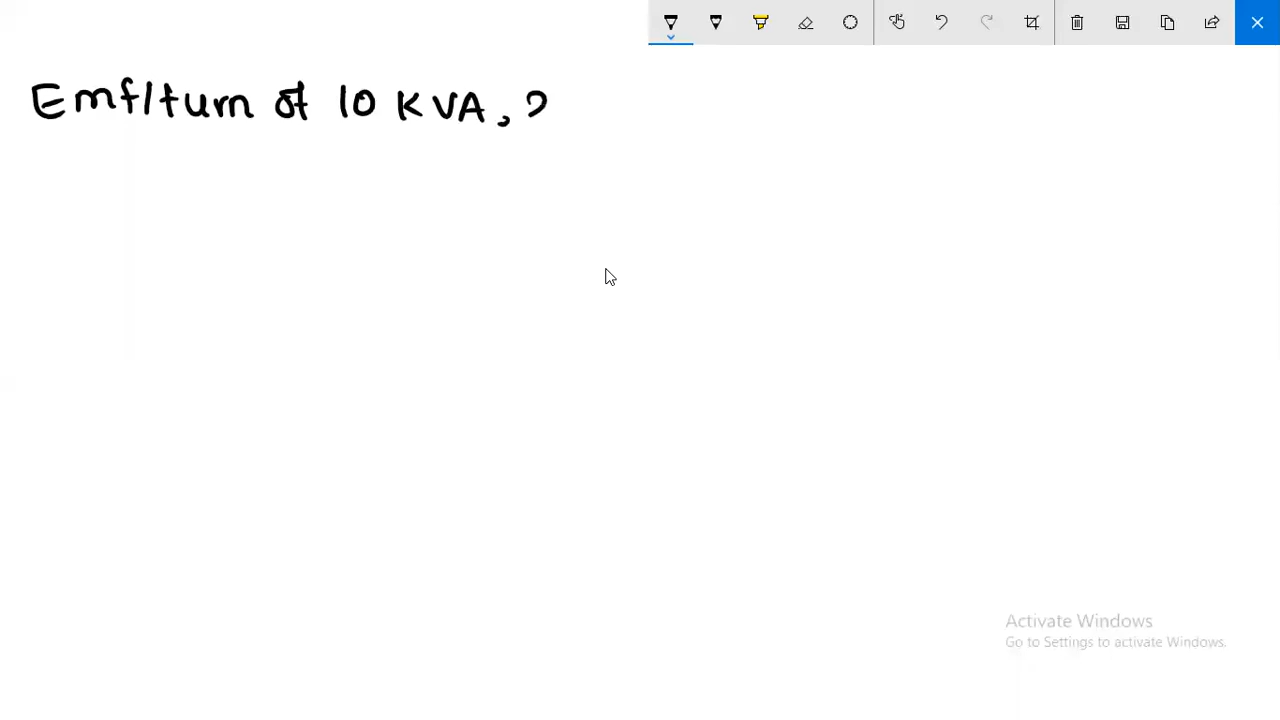 Emf/turn of 10 KVA,
Activate Windows
Go to Settings to activate Windows.